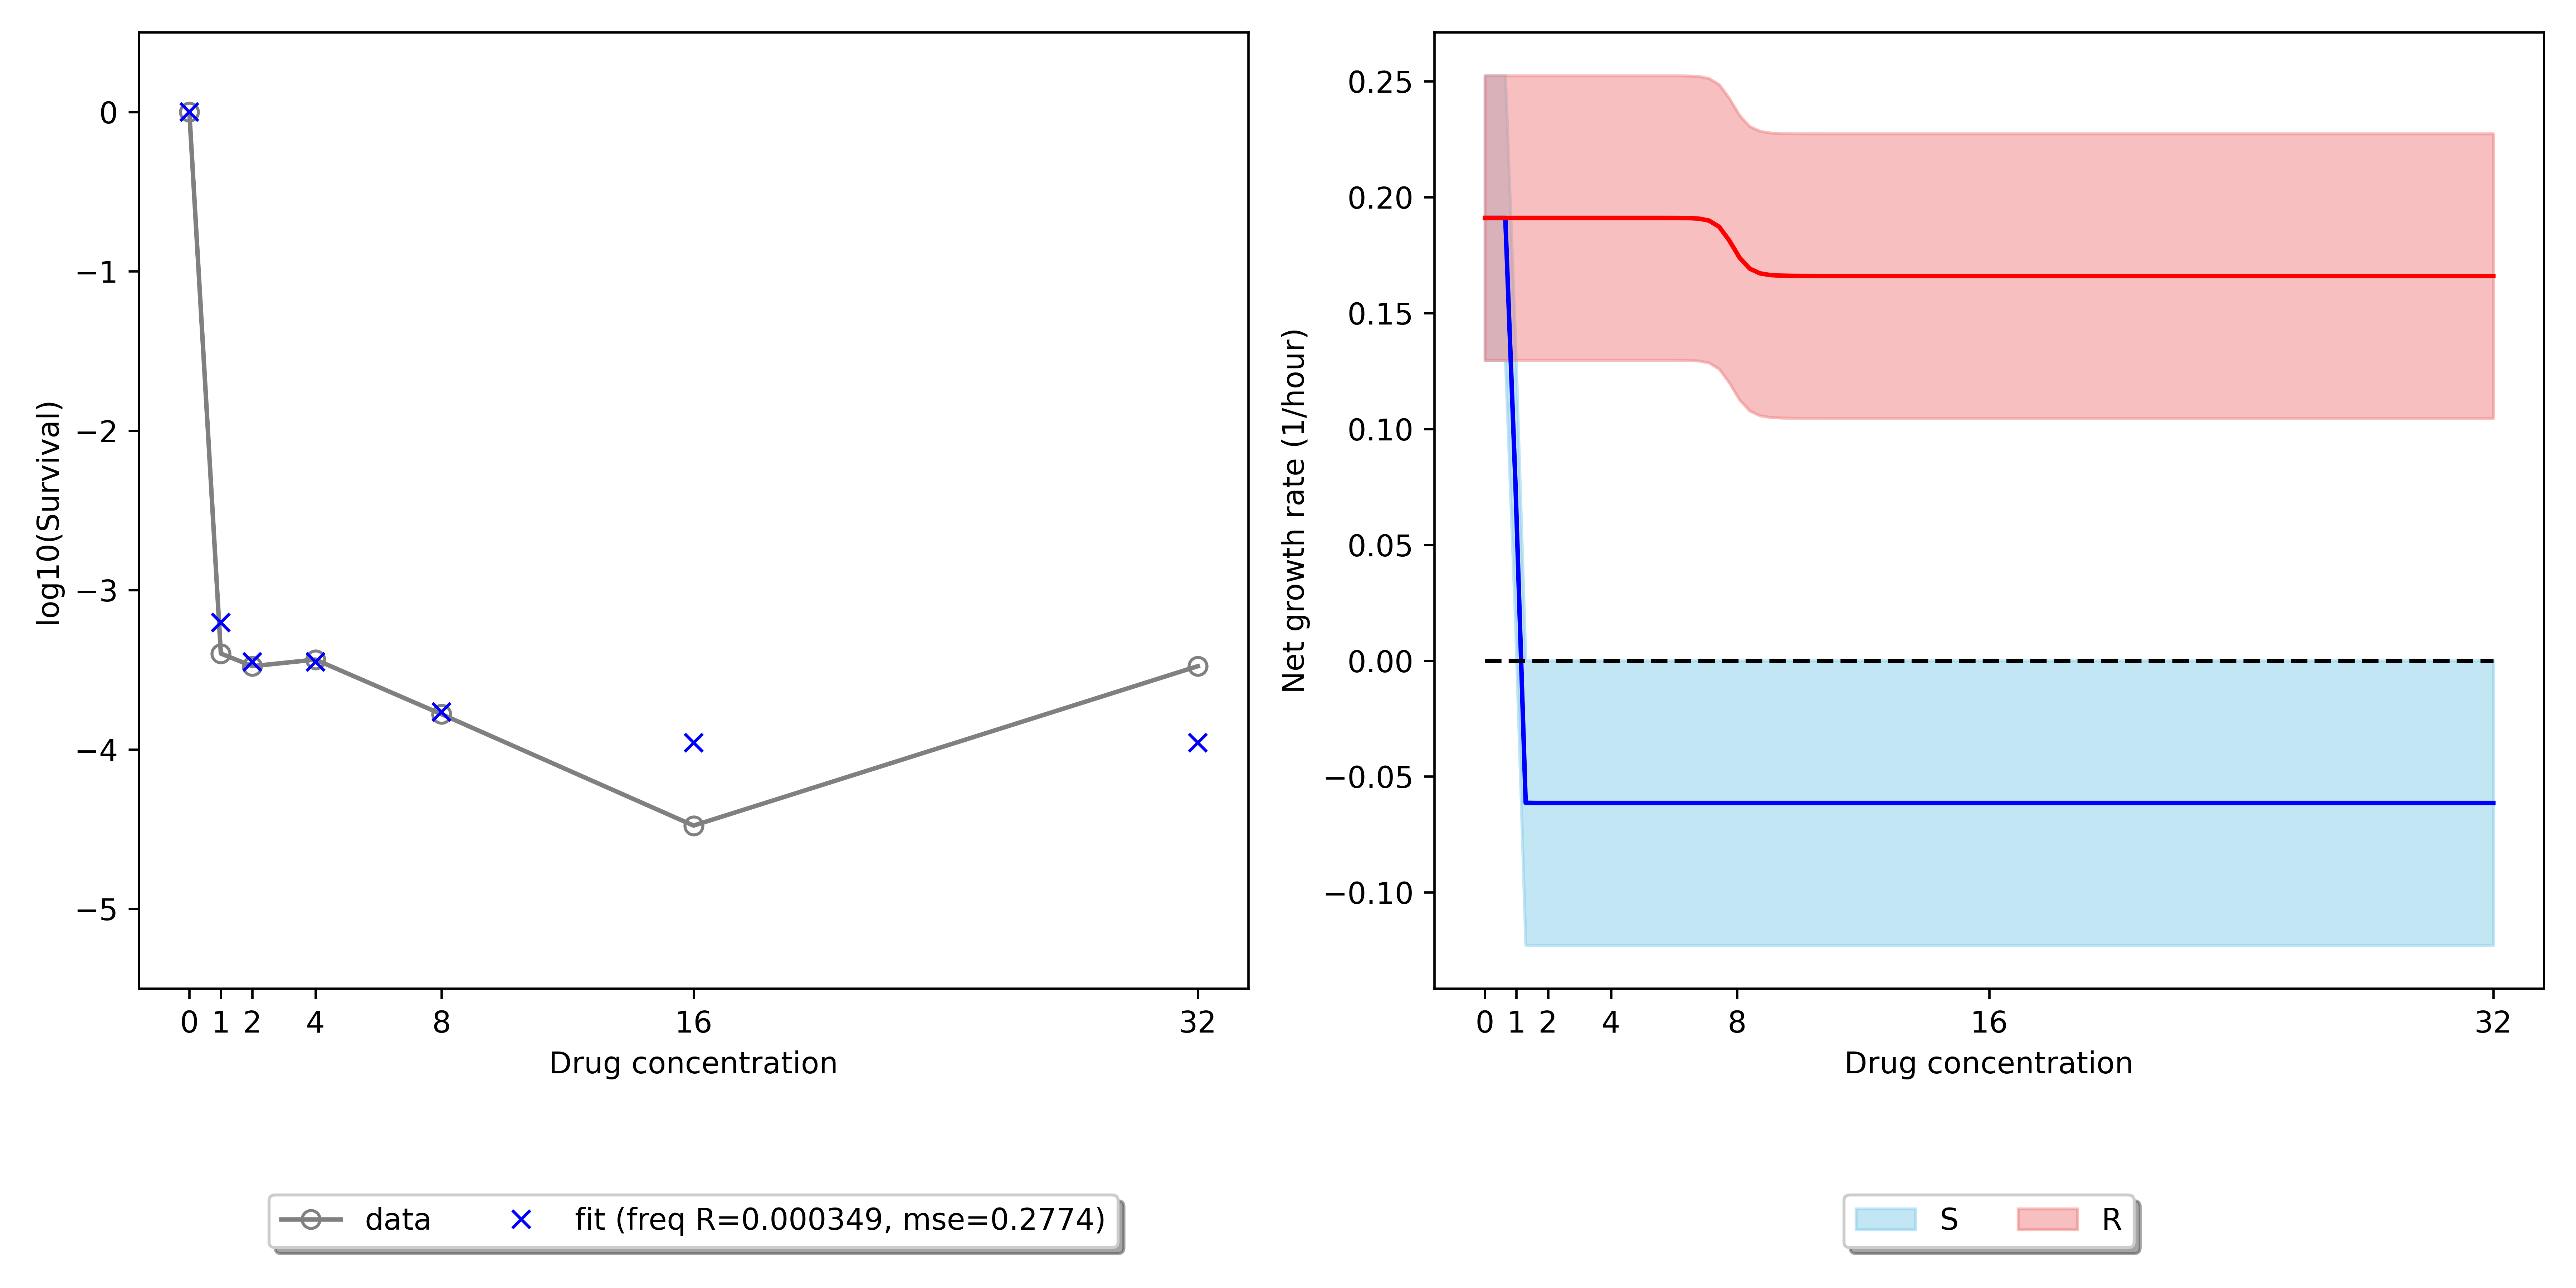 log10(Survival)
0
−1
−2
−3
−4
−5
0 1 2 4 8 16 32
Drug concentration
data fit (freq R=0.000349, mse=0.2774)
Net growth rate (1/hour)
0.25
0.20
0.15
0.10
0.05
0.00
−0.05
−0.10
0 1 2 4 8 16 32
Drug concentration
S R